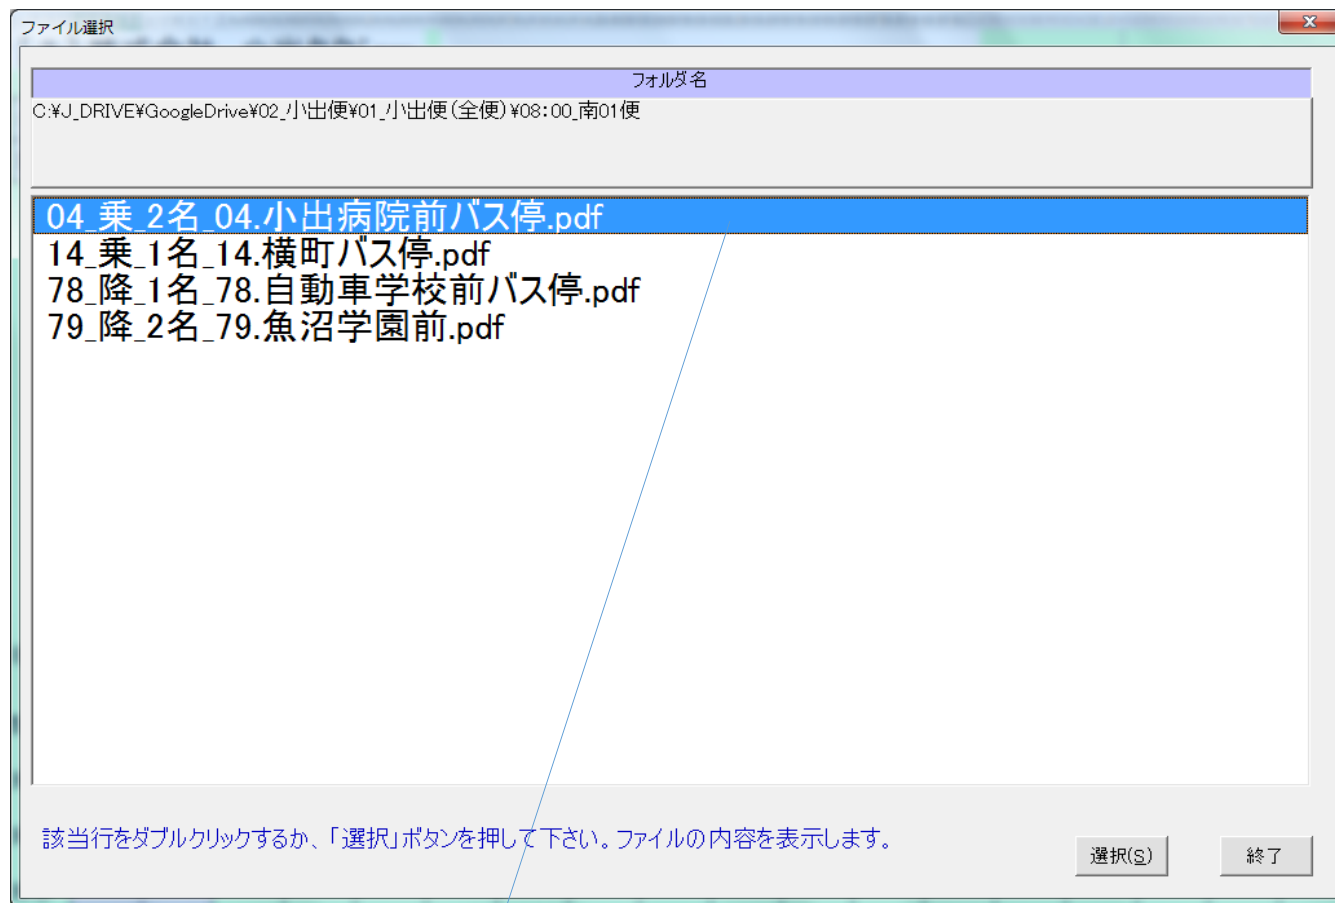 ファイル選択
フォルダ名
C:¥J_DRIVE¥GoogleDrive¥02_小出便¥01_小出便(全便)¥08:00_南01便
04_乗_2名_04.小出病院前バス停.pdf
14_乗_1名_14.横町バス停.pdf
78_降_1名_78.自動車学校前バス停.pdf
79_降_2名_79.魚沼学園前.pdf
該当行をダブルクリックするか、「選択」ボタンを押して下さい。ファイルの内容を表示します。
選択(S)
終了